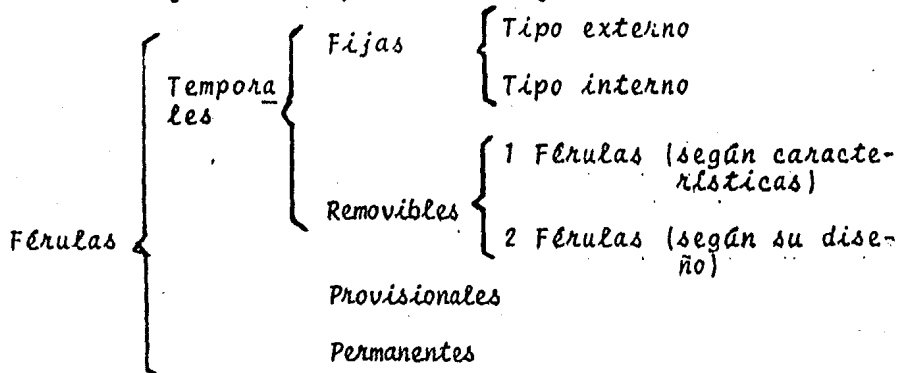 Tipo externo
Fijas
Tempora
les
Tipo interno
1 Férulas (según caracte-
rísticas)
Removibles
Férulas
2 Férulas (según su dise-
ño)
Provisionales
Permanentes